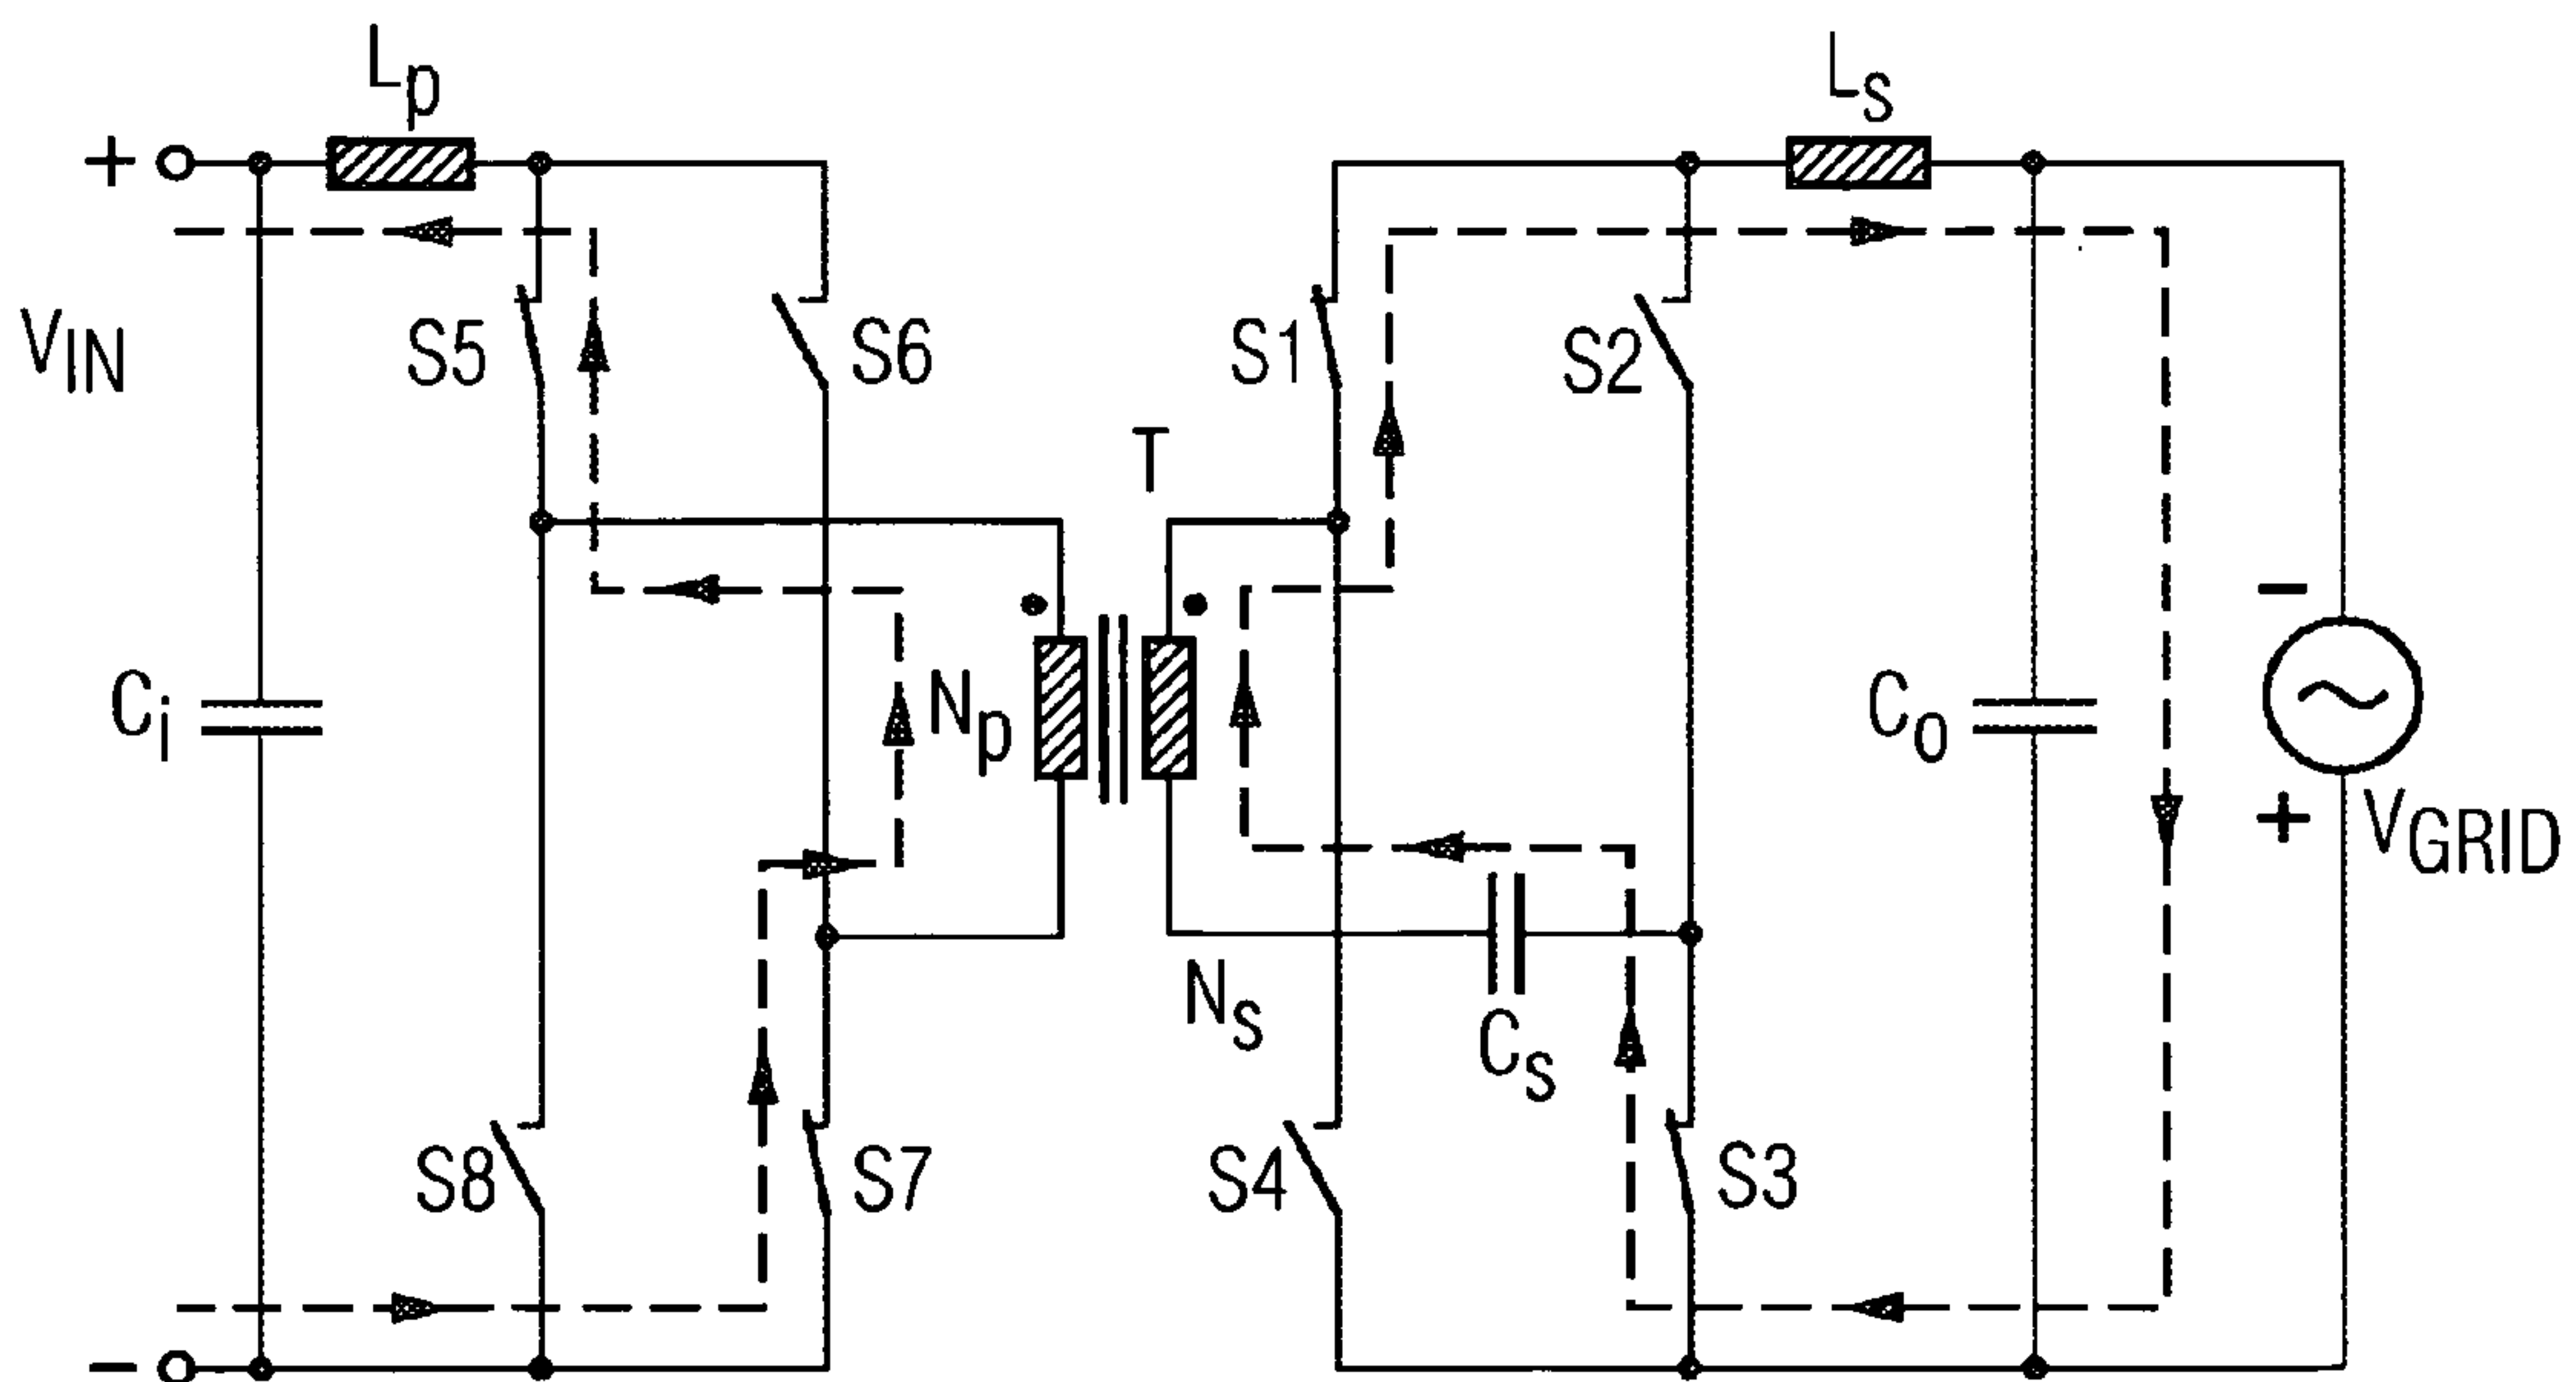 Lp
Ls
+
VIN
S5
S6
S1
S2
T
Ci
Np
Co
−
+
VGRID
Ns
Cs
S8
S7
S4
S3
−